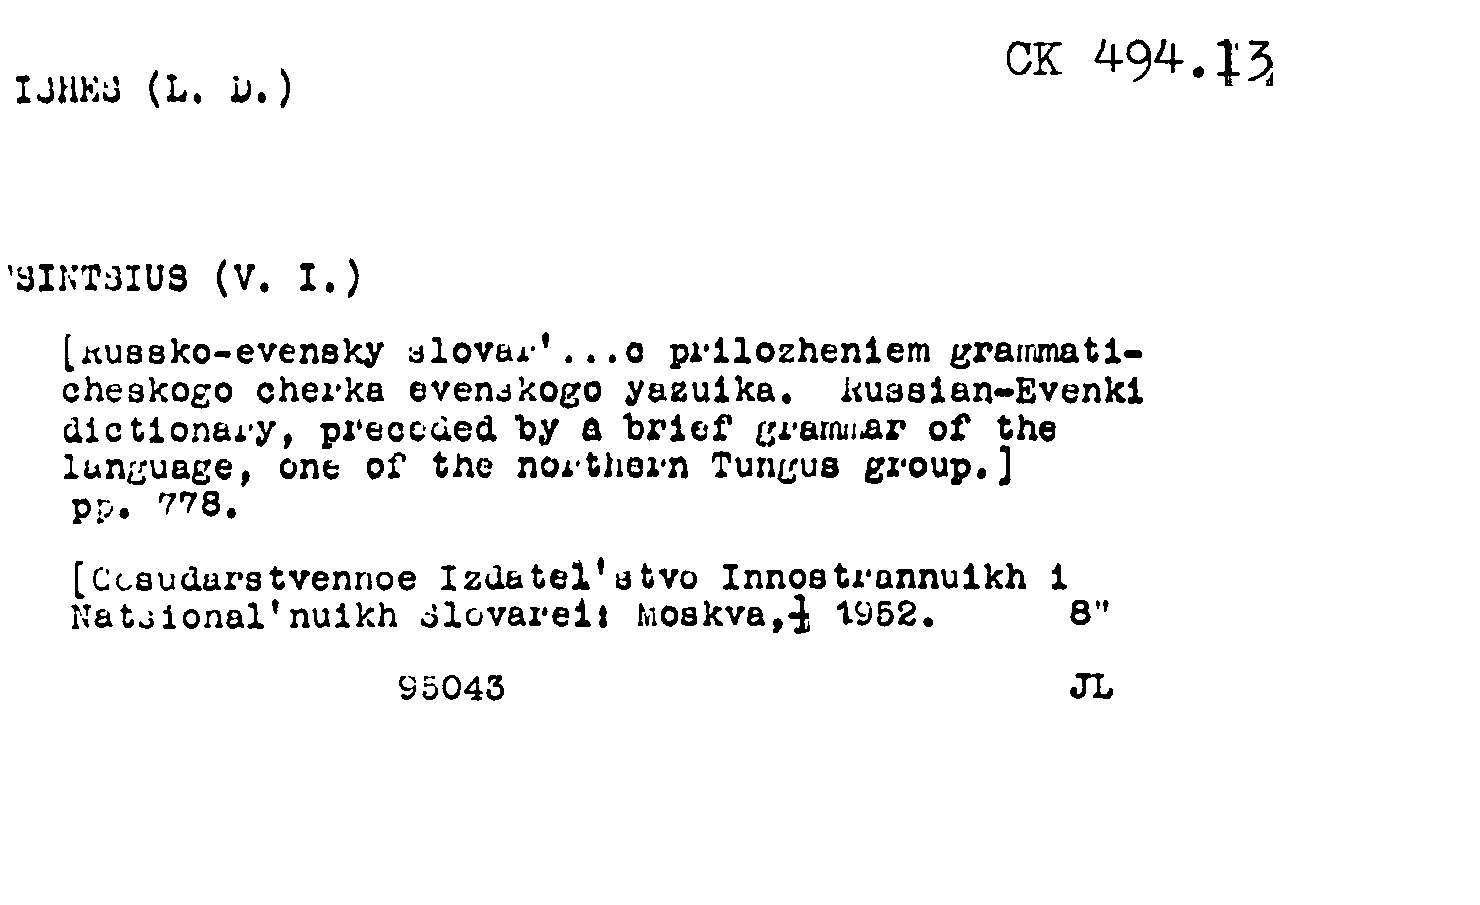 CK 494.13
(L. D.)
'SINTSIUS (V. I.)
[Russko-evensky slovar'...c prilozheniem grammati-
cheskogo cherka evenskogo yazuika. Russian-Evenki
dictionary, preceded by a brief grammar of the
language, one of the northern Tungus group.]
pp. 778.
[Gosudarstvennoe Izdatel'stvo Innostrannuikh i
Natsional'nuikh Slovarei: Moskva,] 1952. 8"
95043 JL